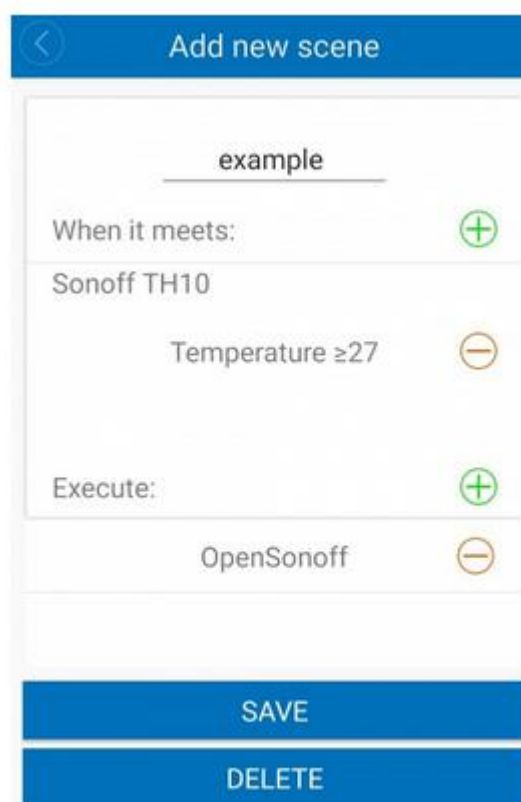 Add new scene
example
When it meets:
Sonoff TH10
Temperature ≥27
Execute:
OpenSonoff
SAVE
DELETE